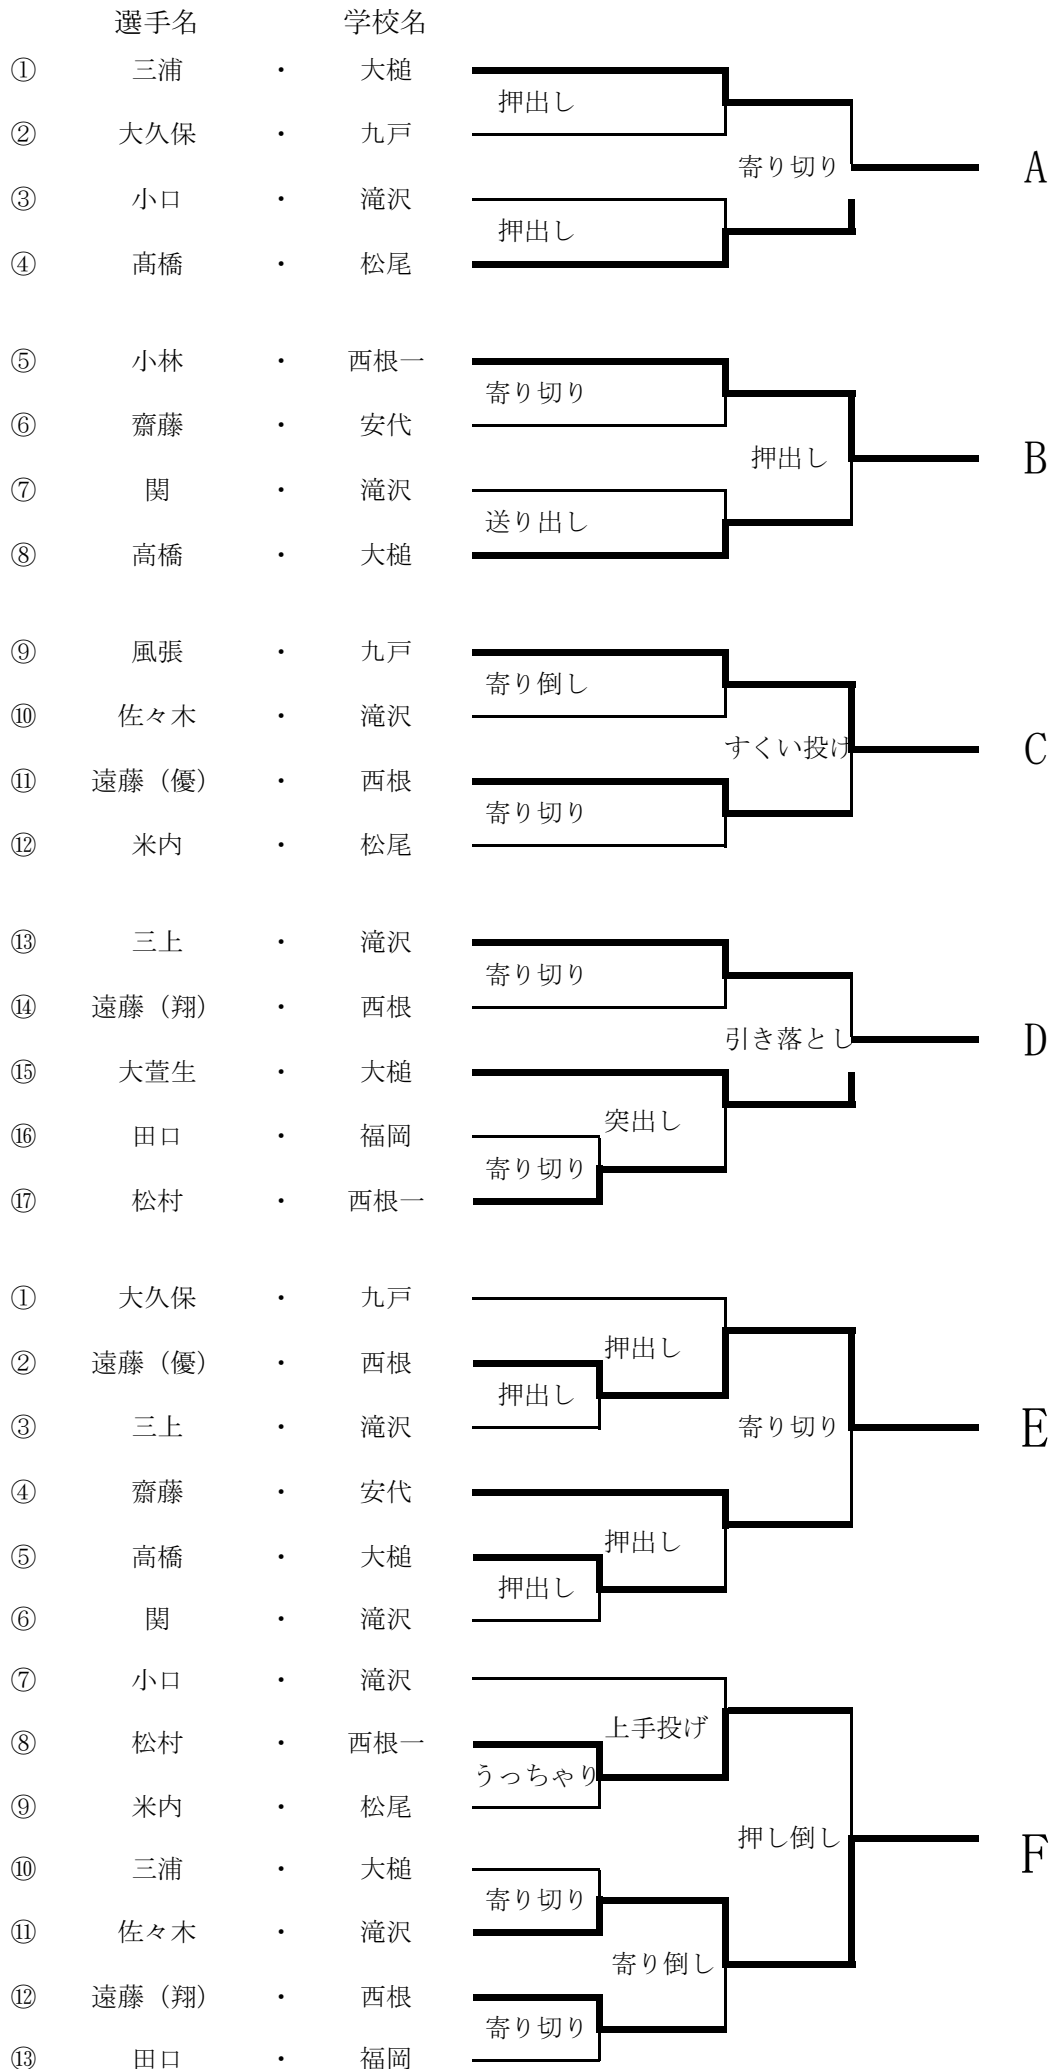 選手名 学校名
① 三浦 ・ 大槌
押出し
② 大久保 ・ 九戸
寄り切り A
③ 小口 ・ 滝沢
押出し
④ 髙橋 ・ 松尾
⑤ 小林 ・ 西根一
寄り切り
⑥ 齋藤 ・ 安代
押出し B
⑦ 関 ・ 滝沢
送り出し
⑧ 高橋 ・ 大槌
⑨ 風張 ・ 九戸
寄り倒し
⑩ 佐々木 ・ 滝沢
すくい投げ C
⑪ 遠藤（優） ・ 西根
寄り切り
⑫ 米内 ・ 松尾
⑬ 三上 ・ 滝沢
寄り切り
⑭ 遠藤（翔） ・ 西根
引き落とし D
⑮ 大萱生 ・ 大槌
突出し
⑯ 田口 ・ 福岡
寄り切り
⑰ 松村 ・ 西根一
① 大久保 ・ 九戸
押出し
② 遠藤（優） ・ 西根
押出し
③ 三上 ・ 滝沢 寄り切り E
④ 齋藤 ・ 安代
押出し
⑤ 高橋 ・ 大槌
押出し
⑥ 関 ・ 滝沢
⑦ 小口 ・ 滝沢
上手投げ
⑧ 松村 ・ 西根一
うっちゃり
⑨ 米内 ・ 松尾
押し倒し F
⑩ 三浦 ・ 大槌
寄り切り
⑪ 佐々木 ・ 滝沢
寄り倒し
⑫ 遠藤（翔） ・ 西根
寄り切り
⑬ 田口 ・ 福岡